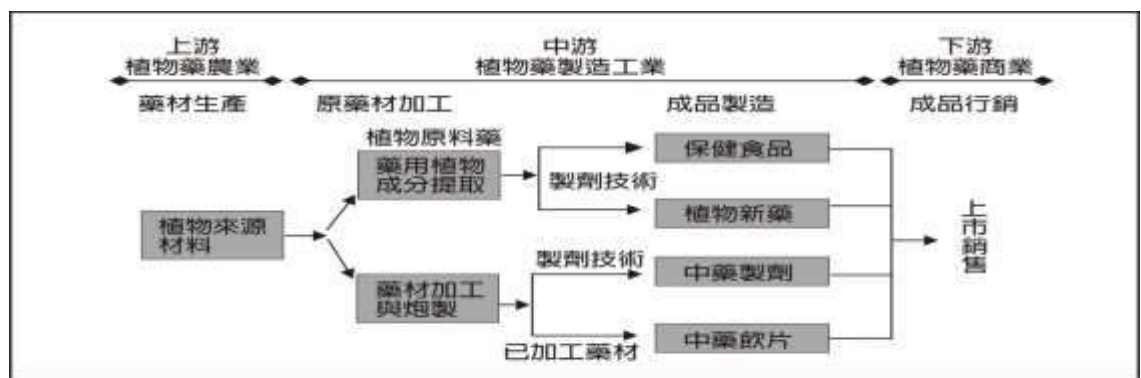 上游
植物藥農業
中游
植物藥製造工業
下游
植物藥商業
藥材生產
原藥材加工
成品製造
成品行銷
植物原料藥
藥用植物
成分提取
製劑技術
保健食品
植物新藥
植物來源
材料
藥材加工
與炮製
製劑技術
已加工藥材
中藥製劑
中藥飲片
上市銷售